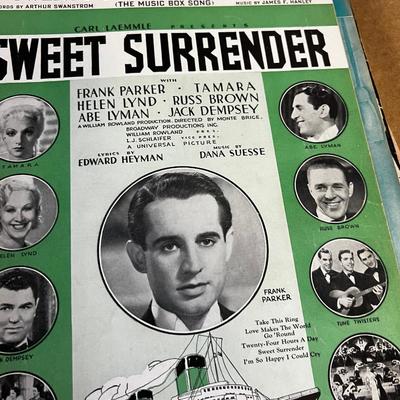 WORDS BY ARTHUR SWANSTROM
(THE MUSIC BOX SONG)
MUSIC BY JAMES F. HANLEY
CARL LAEMMLE PRESENTS
SWEET SURRENDER
WITH
FRANK PARKER · TAMARA
HELEN LYND · RUSS BROWN
ABE LYMAN · JACK DEMPSEY
A WILLIAM ROWLAND PRODUCTION, DIRECTED BY MONTE BRICE
BROADWAY PRODUCTIONS INC.
WILLIAM ROWLAND PRES.
L.J. SCHLAIFER VICE PRES.
A UNIVERSAL PICTURE
LYRICS BY
EDWARD HEYMAN
MUSIC BY
DANA SUESSE
TAMARA
ABE LYMAN
HELEN LYND
RUSS BROWN
FRANK
PARKER
JACK DEMPSEY
TUNE TWISTERS
Take This Ring
Love Makes The World
Go 'Round
Twenty-Four Hours A Day
Sweet Surrender
I'm So Happy I Could Cry